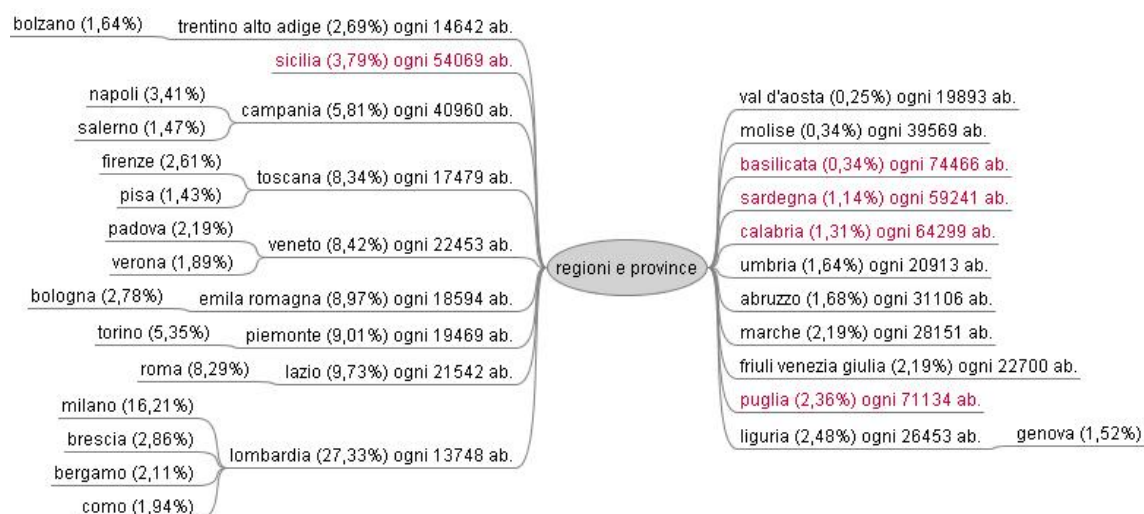 bolzano (1,64%)
trentino alto adige (2,69%) ogni 14642 ab.
sicilia (3,79%) ogni 54069 ab.
napoli (3,41%)
salerno (1,47%)
campania (5,81%) ogni 40960 ab.
firenze (2,61%)
pisa (1,43%)
toscana (8,34%) ogni 17479 ab.
padova (2,19%)
verona (1,89%)
veneto (8,42%) ogni 22453 ab.
bologna (2,78%)
emila romagna (8,97%) ogni 18594 ab.
torino (5,35%)
piemonte (9,01%) ogni 19469 ab.
roma (8,29%)
lazio (9,73%) ogni 21542 ab.
milano (16,21%)
brescia (2,86%)
bergamo (2,11%)
como (1,94%)
lombardia (27,33%) ogni 13748 ab.
regioni e province
val d'aosta (0,25%) ogni 19893 ab.
molise (0,34%) ogni 39569 ab.
basilicata (0,34%) ogni 74466 ab.
sardegna (1,14%) ogni 59241 ab.
calabria (1,31%) ogni 64299 ab.
umbria (1,64%) ogni 20913 ab.
abruzzo (1,68%) ogni 31106 ab.
marche (2,19%) ogni 28151 ab.
friuli venezia giulia (2,19%) ogni 22700 ab.
puglia (2,36%) ogni 71134 ab.
liguria (2,48%) ogni 26453 ab.
genova (1,52%)